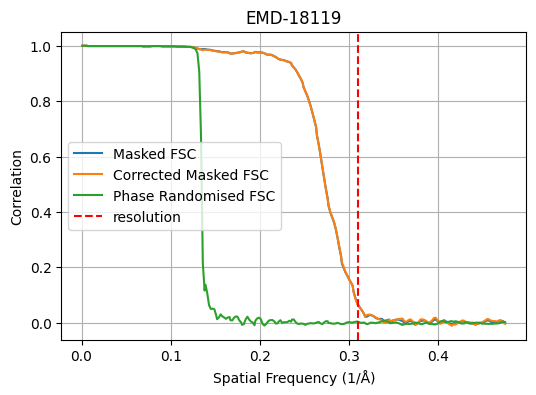 EMD-18119
1.0
0.8
0.6
0.4
0.2
0.0
Correlation
Masked FSC
Corrected Masked FSC
Phase Randomised FSC
resolution
0.0
0.1
0.2
0.3
0.4
Spatial Frequency (1/Å)